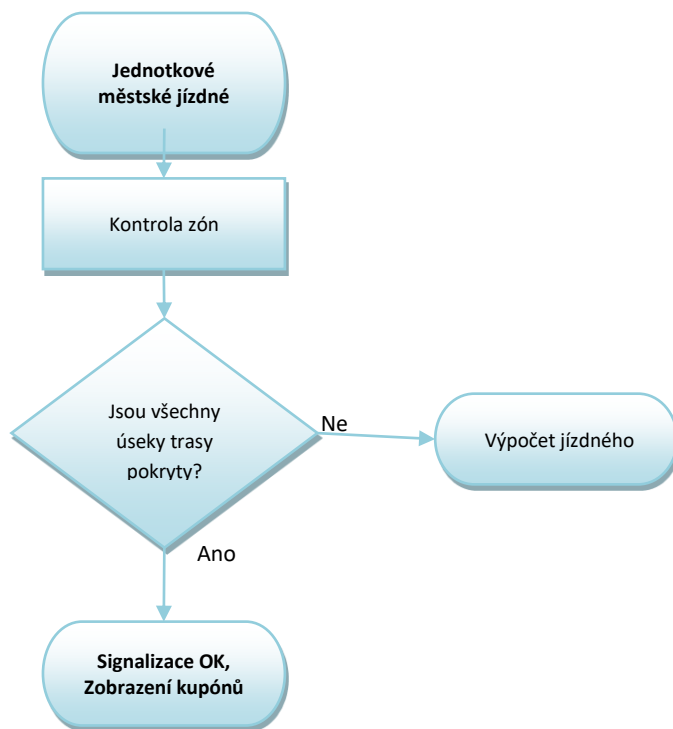 Jednotkové
městské jízdné
Kontrola zón
Jsou všechny
úseky trasy
pokryty?
Ne
Výpočet jízdného
Ano
Signalizace OK,
Zobrazení kupónů